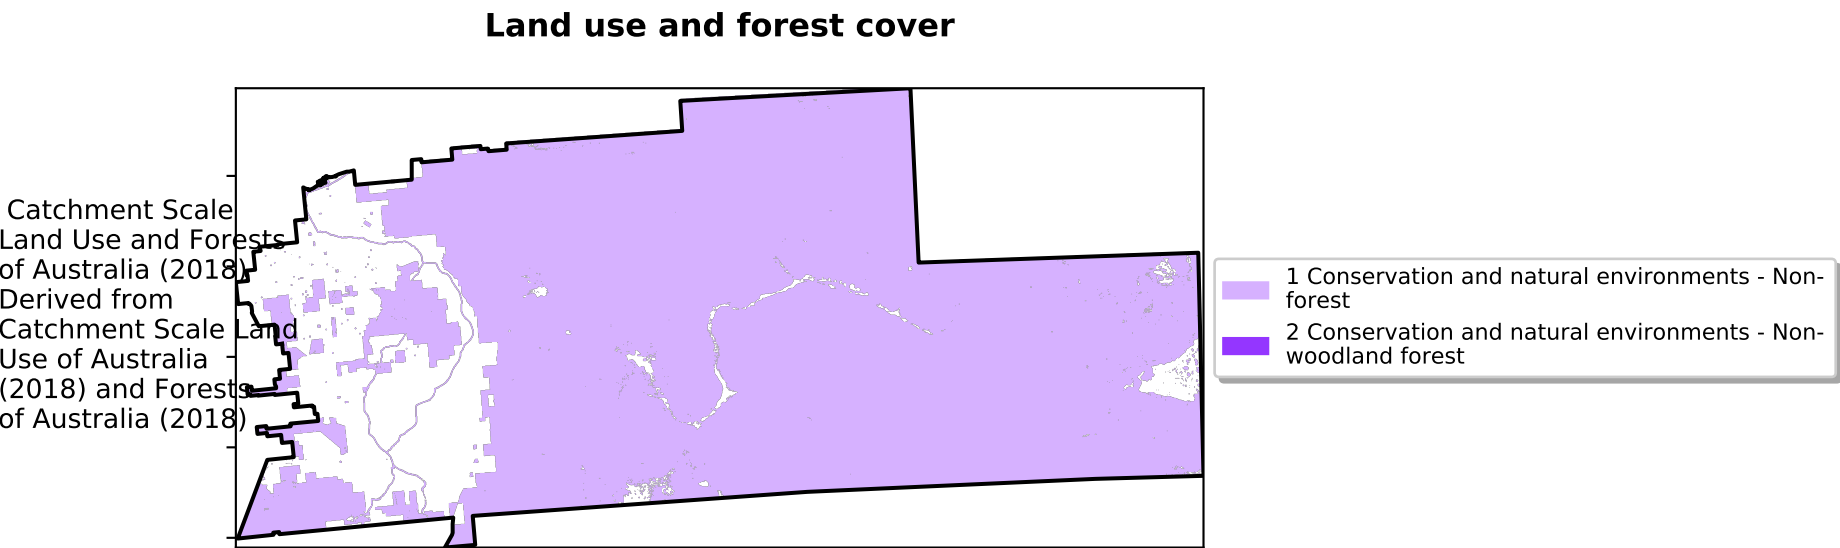 Land use and forest cover
Catchment Scale
Land Use and Forests
of Australia (2018)
Derived from
Catchment Scale Land
Use of Australia
(2018) and Forests
of Australia (2018)
1 Conservation and natural environments - Non-
forest
2 Conservation and natural environments - Non-
woodland forest